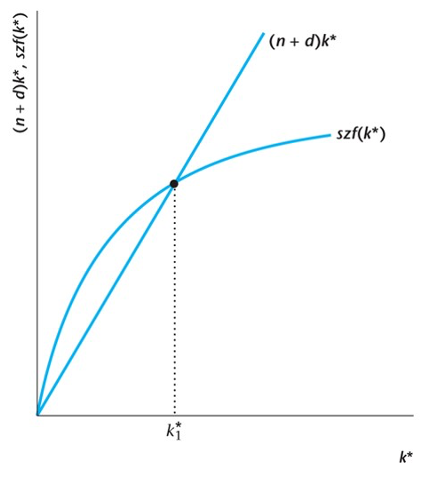 (n + d)k*, szf(k*)
(n + d)k*
szf(k*)
k₁*
k*